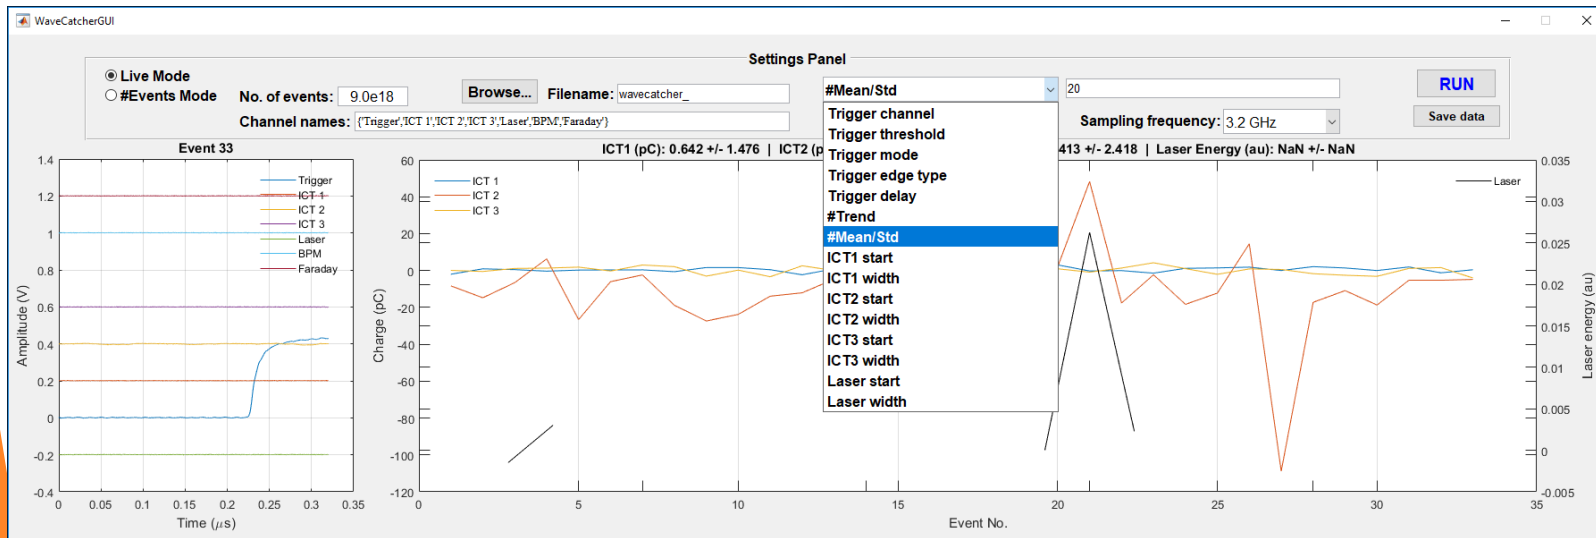 WaveCatcherGUI
Settings Panel
Live Mode
#Events Mode
No. of events: 9.0e18
Browse... Filename: wavecatcher_
Channel names: {'Trigger','ICT 1','ICT 2','ICT 3','Laser','BPM','Faraday'}
#Mean/Std
20
RUN
Sampling frequency: 3.2 GHz
Save data
Trigger channel
Trigger threshold
Trigger mode
Trigger edge type
Trigger delay
#Trend
#Mean/Std
ICT1 start
ICT1 width
ICT2 start
ICT2 width
ICT3 start
ICT3 width
Laser start
Laser width
Event 33
1.4
1.2
1
0.8
0.6
0.4
0.2
0
-0.2
-0.4
Amplitude (V)
Trigger
ICT 1
ICT 2
ICT 3
Laser
BPM
Faraday
0 0.05 0.1 0.15 0.2 0.25 0.3 0.35
Time (μs)
ICT1 (pC): 0.642 +/- 1.476 | ICT2 (p
413 +/- 2.418 | Laser Energy (au): NaN +/- NaN
60
40
20
0
-20
-40
-60
-80
-100
-120
Charge (pC)
ICT 1
ICT 2
ICT 3
Laser
0 5 10 15 20 25 30 35
Event No.
0.035
0.03
0.025
0.02
0.015
0.01
0.005
0
-0.005
Laser energy (au)